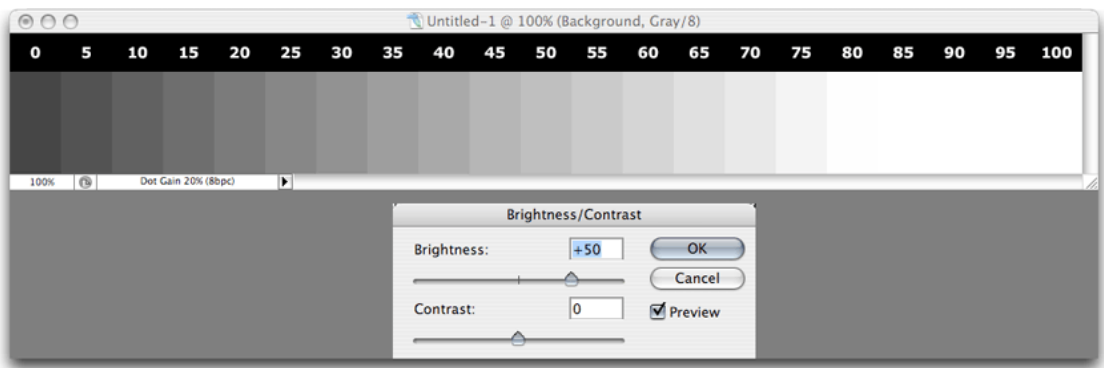 Untitled-1 @ 100% (Background, Gray/8)
0 5 10 15 20 25 30 35 40 45 50 55 60 65 70 75 80 85 90 95 100
100% Dot Gain 20% (8bpc)
Brightness/Contrast
Brightness: +50 OK
Cancel
Contrast: 0 Preview